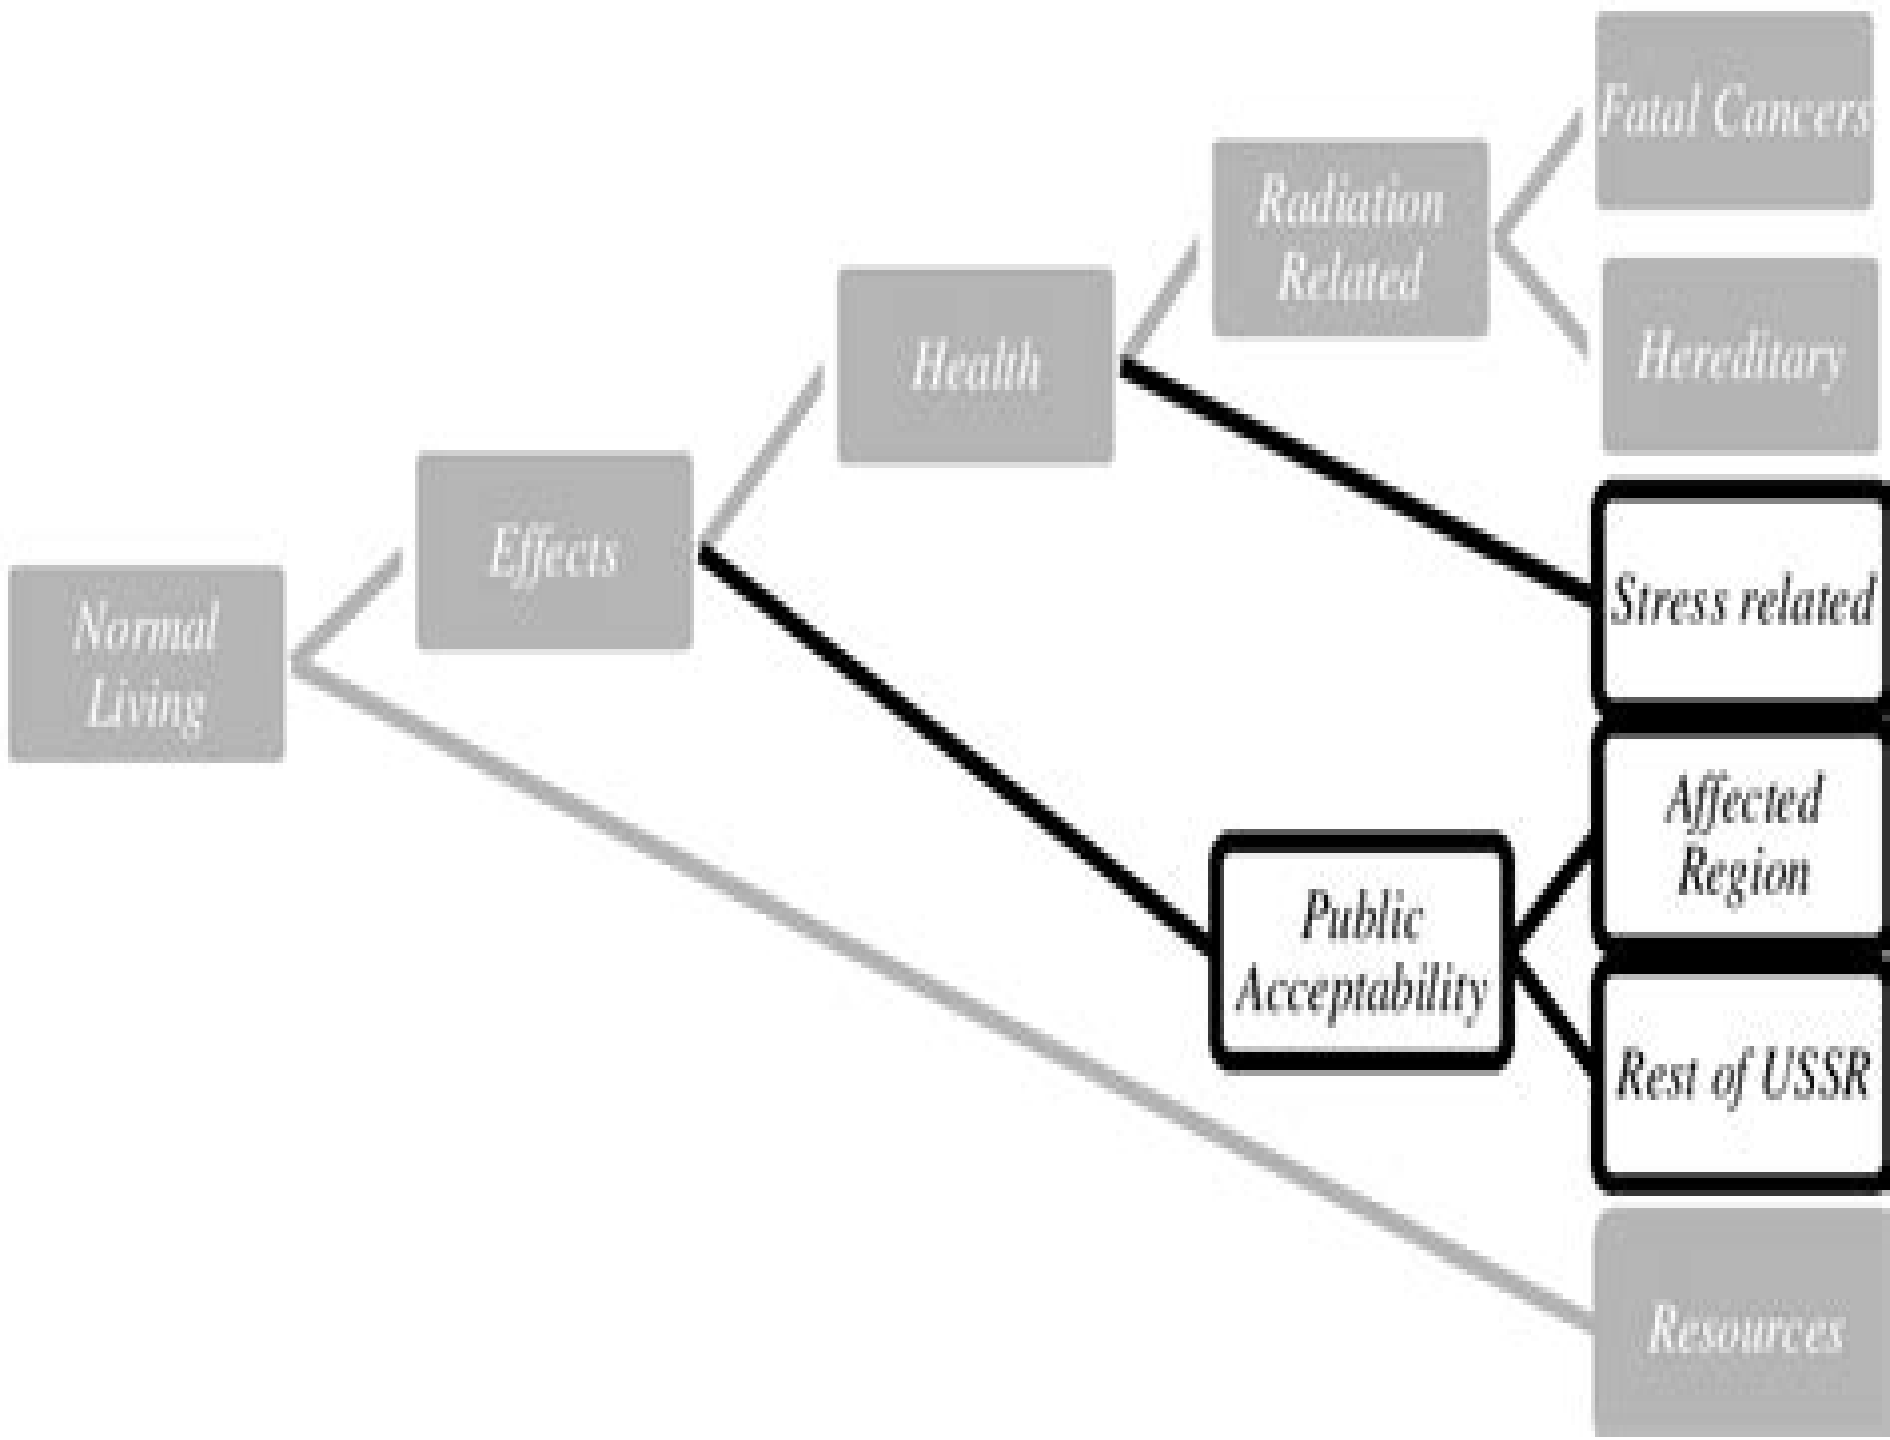 Fatal Cancers
Radiation
Related
Hereditary
Health
Effects
Normal
Living
Stress related
Affected
Region
Public
Acceptability
Rest of USSR
Resources